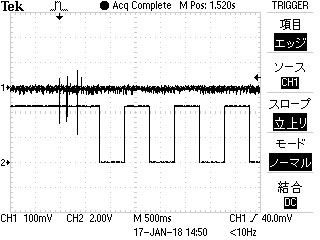 Tek
Acq Complete
M Pos: 1.520s
TRIGGER
項目
エッジ
ソース
CH1
スロープ
立上り
モード
ノーマル
結合
DC
1
2
CH1 100mV
CH2 2.00V
M 500ms
CH1
40.0mV
17-JAN-18 14:50
<10Hz